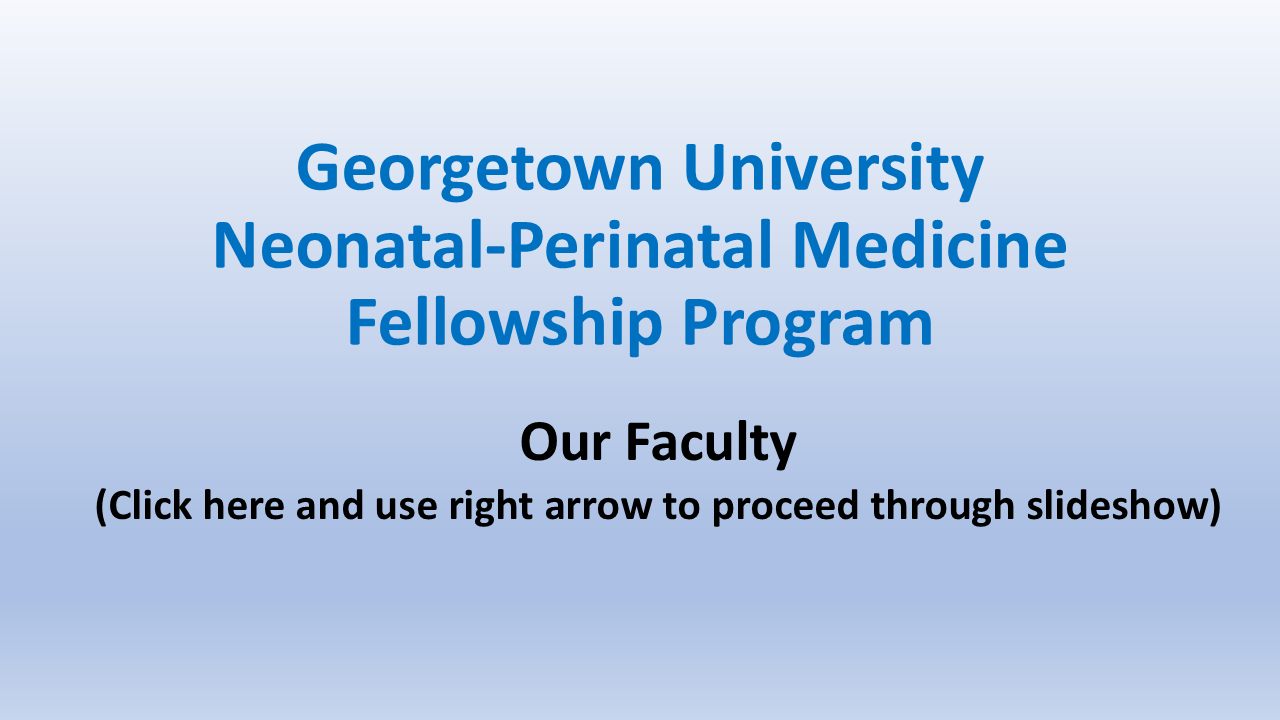 Georgetown University
Neonatal-Perinatal Medicine
Fellowship Program
Our Faculty
(Click here and use right arrow to proceed through slideshow)